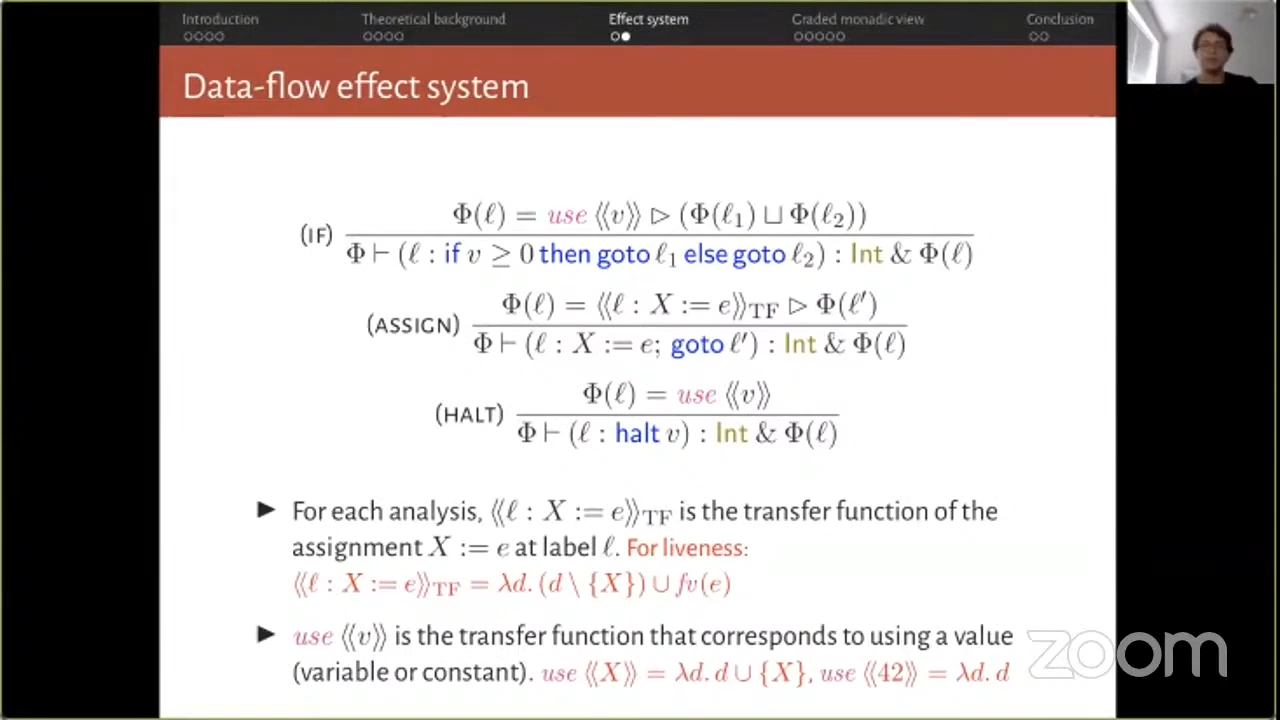 Introduction Theoretical background Effect system Graded monadic view Conclusion
Data-flow effect system
Φ(ℓ) = use ⟪v⟫ ▷ (Φ(ℓ₁) ⊔ Φ(ℓ₂))
(IF)
Φ ⊢ (ℓ : if v ≥ 0 then goto ℓ₁ else goto ℓ₂) : Int & Φ(ℓ)
Φ(ℓ) = ⟪ℓ : X := e⟫TF ▷ Φ(ℓ′)
(ASSIGN)
Φ ⊢ (ℓ : X := e; goto ℓ′) : Int & Φ(ℓ)
Φ(ℓ) = use ⟪v⟫
(HALT)
Φ ⊢ (ℓ : halt v) : Int & Φ(ℓ)
▶ For each analysis, ⟪ℓ : X := e⟫TF is the transfer function of the
assignment X := e at label ℓ. For liveness:
⟪ℓ : X := e⟫TF = λd. (d \ {X}) ∪ fv(e)
▶ use ⟪v⟫ is the transfer function that corresponds to using a value
(variable or constant). use ⟪X⟫ = λd. d ∪ {X}, use ⟪42⟫ = λd. d
zoom